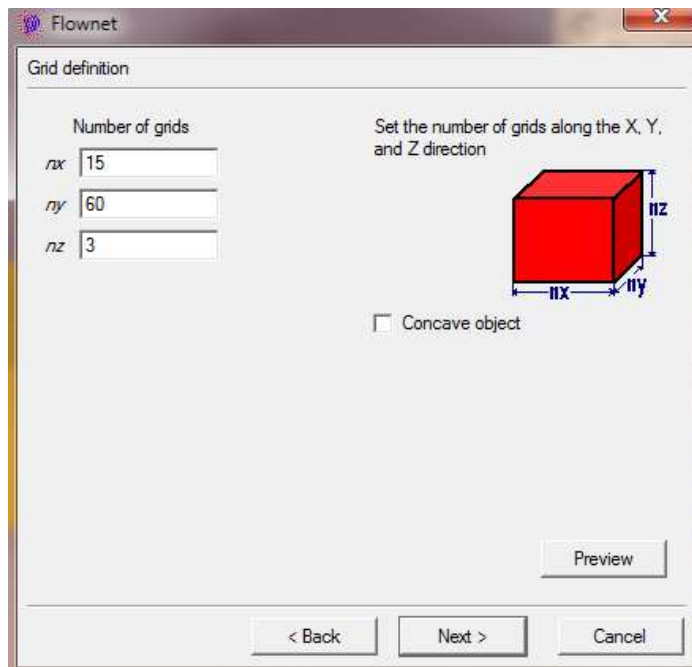 Flownet
X
Grid definition
Number of grids
nx 15
ny 60
nz 3
Set the number of grids along the X, Y,
and Z direction
nz
nx
ny
Concave object
Preview
< Back
Next >
Cancel